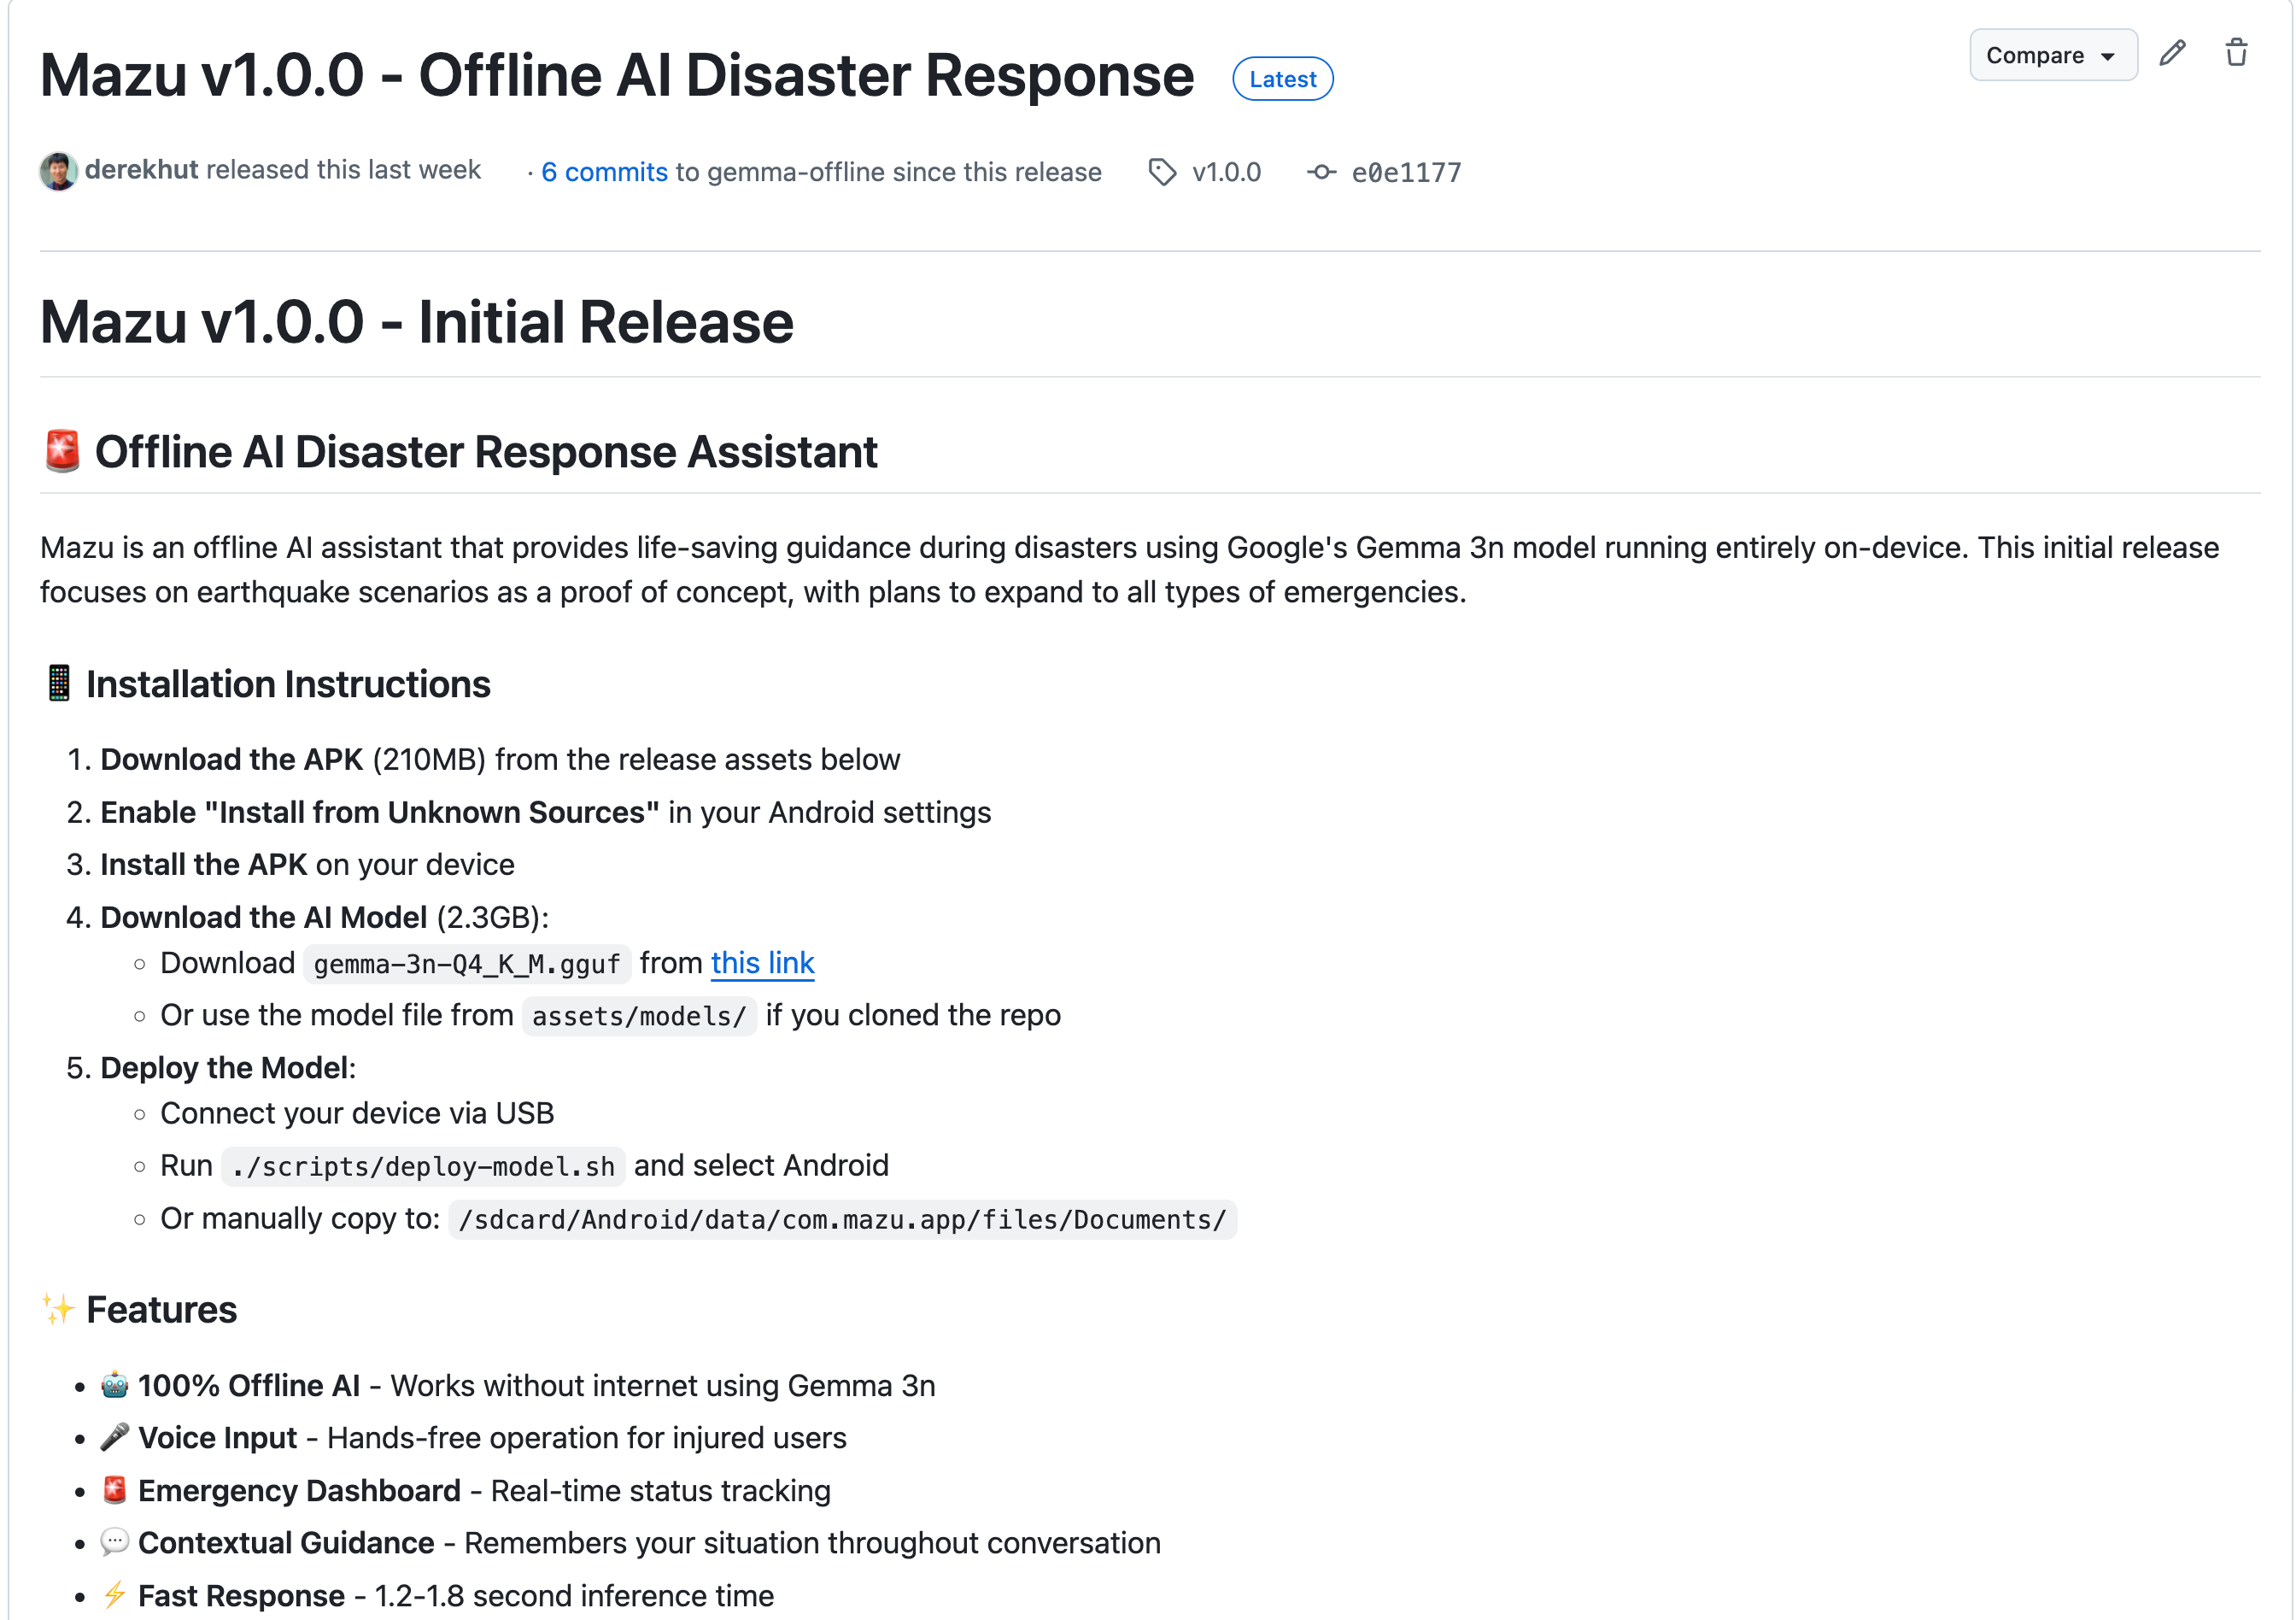 Mazu v1.0.0 - Offline AI Disaster Response Latest Compare
derekhut released this last week · 6 commits to gemma-offline since this release v1.0.0 e0e1177
Mazu v1.0.0 - Initial Release
🚨 Offline AI Disaster Response Assistant
Mazu is an offline AI assistant that provides life-saving guidance during disasters using Google's Gemma 3n model running entirely on-device. This initial release
focuses on earthquake scenarios as a proof of concept, with plans to expand to all types of emergencies.
📱 Installation Instructions
1. Download the APK (210MB) from the release assets below
2. Enable "Install from Unknown Sources" in your Android settings
3. Install the APK on your device
4. Download the AI Model (2.3GB):
○ Download gemma-3n-Q4_K_M.gguf from this link
○ Or use the model file from assets/models/ if you cloned the repo
5. Deploy the Model:
○ Connect your device via USB
○ Run ./scripts/deploy-model.sh and select Android
○ Or manually copy to: /sdcard/Android/data/com.mazu.app/files/Documents/
✨ Features
• 🤖 100% Offline AI - Works without internet using Gemma 3n
• 🎤 Voice Input - Hands-free operation for injured users
• 🚨 Emergency Dashboard - Real-time status tracking
• 💬 Contextual Guidance - Remembers your situation throughout conversation
• ⚡ Fast Response - 1.2-1.8 second inference time